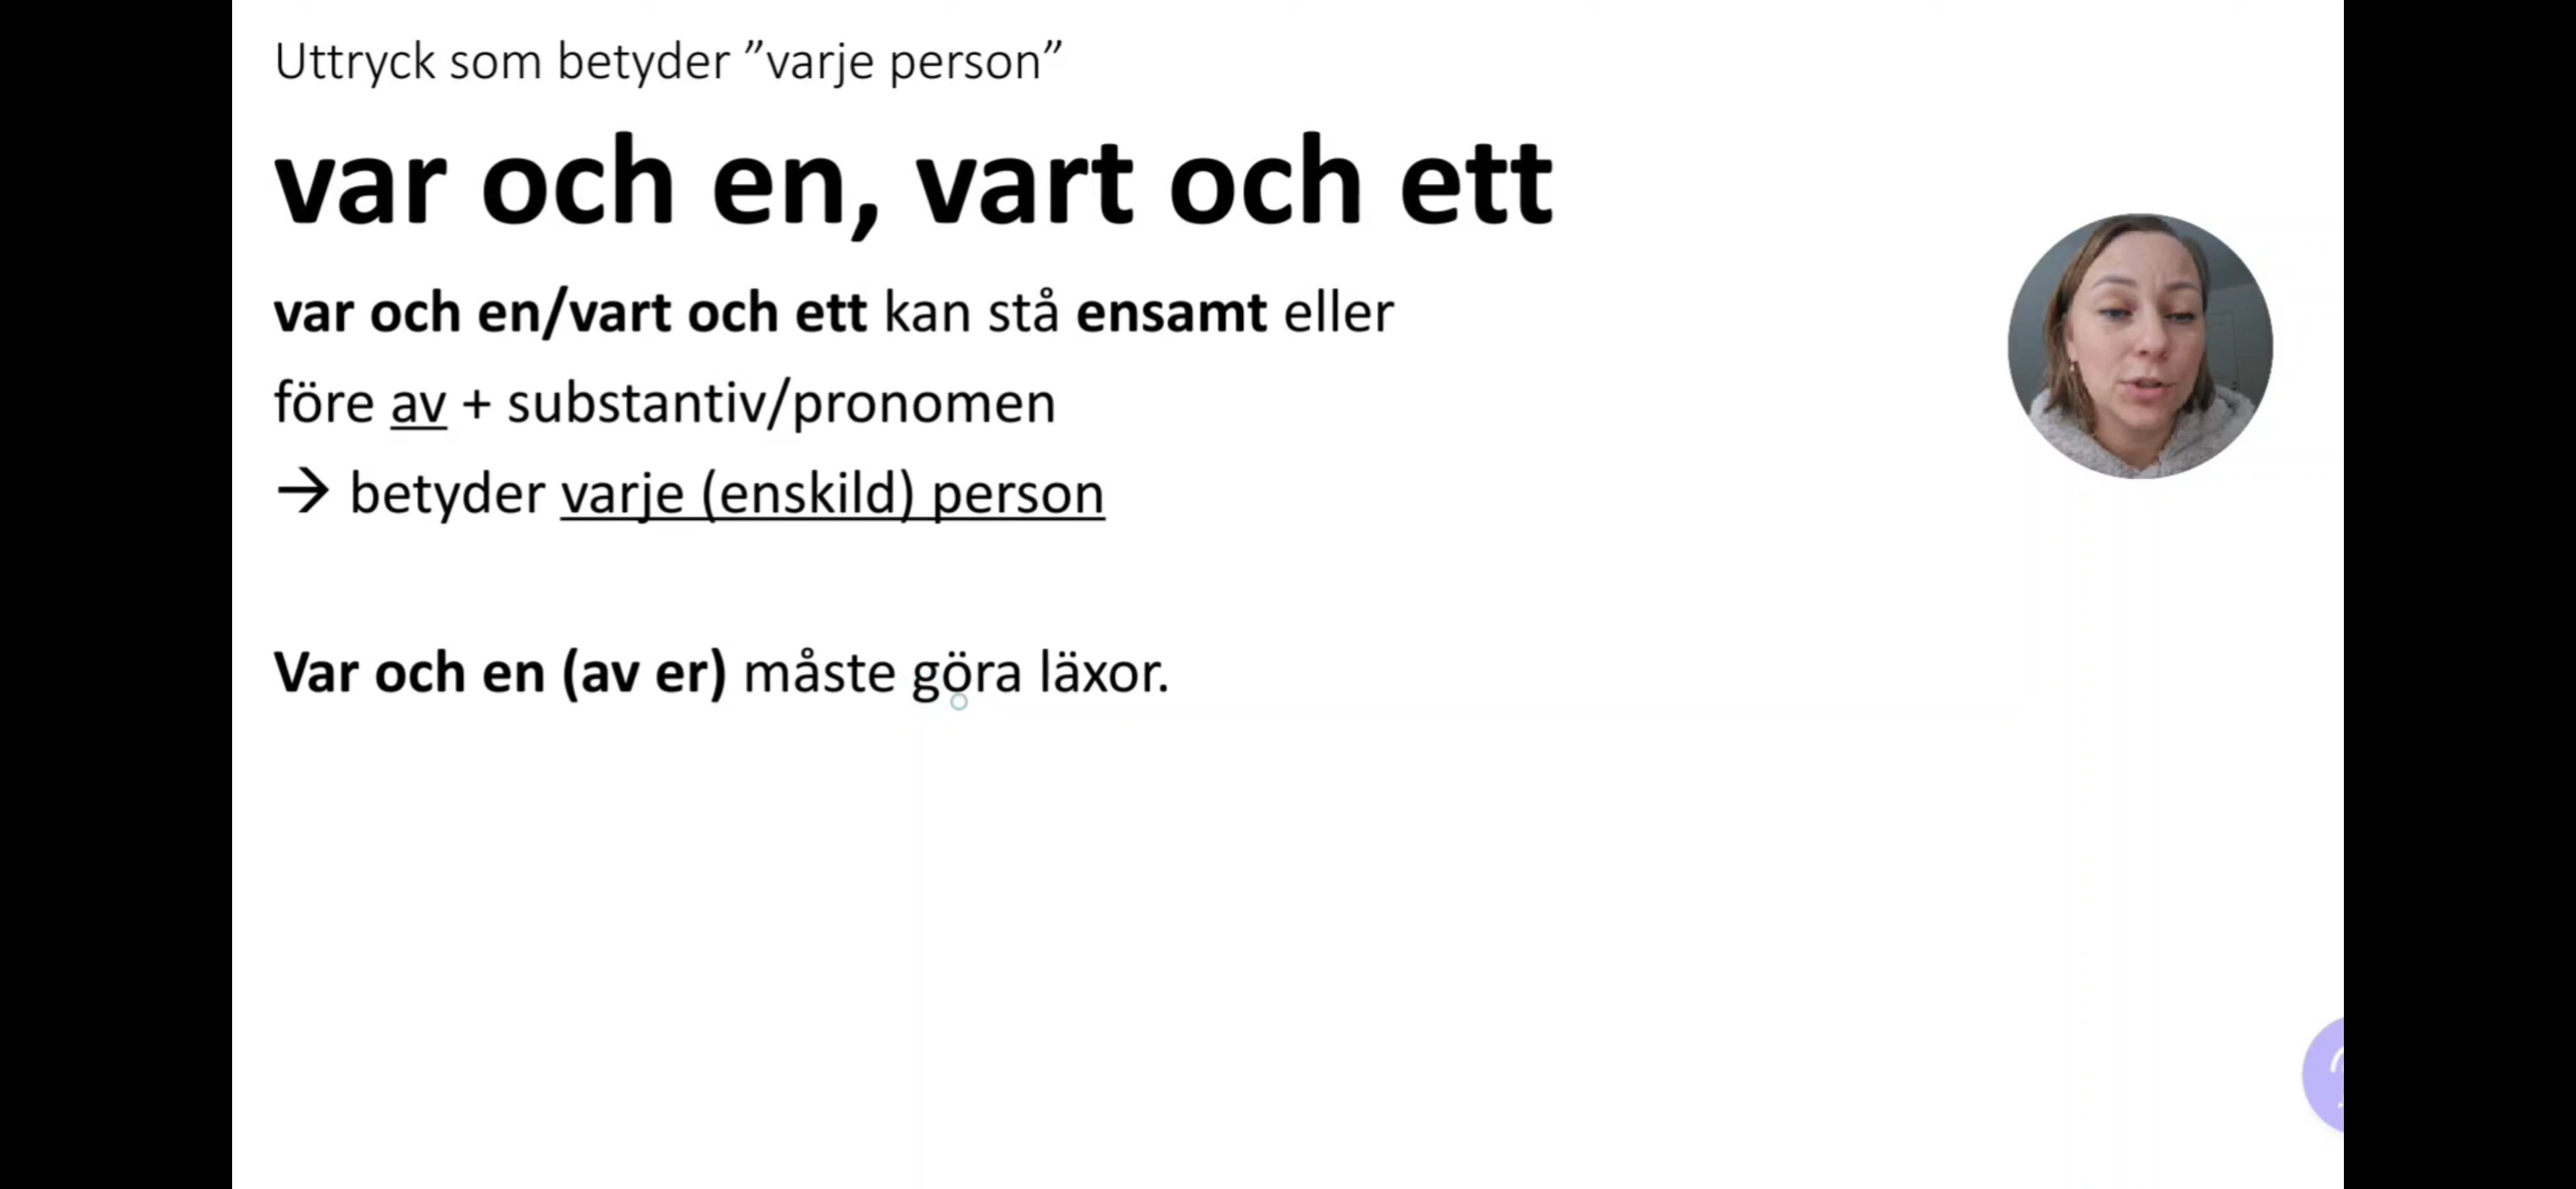 Uttryck som betyder ”varje person”
var och en, vart och ett
var och en/vart och ett kan stå ensamt eller
före av + substantiv/pronomen
→ betyder varje (enskild) person
Var och en (av er) måste göra läxor.